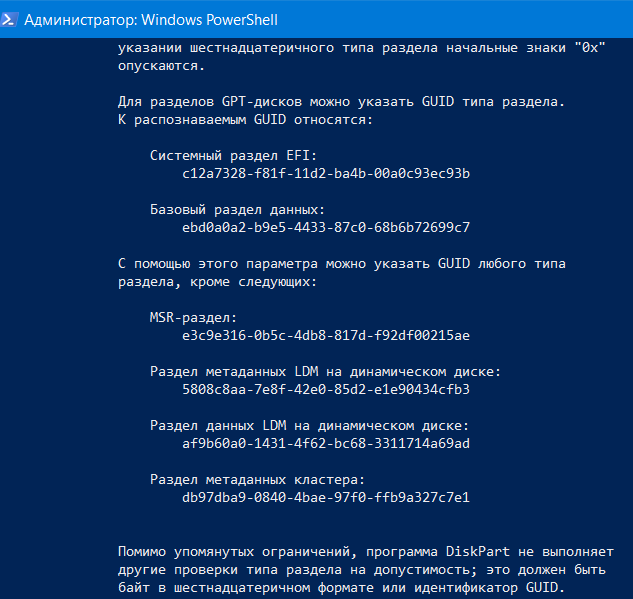 Администратор: Windows PowerShell
указании шестнадцатеричного типа раздела начальные знаки "0x"
опускаются.
Для разделов GPT-дисков можно указать GUID типа раздела.
К распознаваемым GUID относятся:
Системный раздел EFI:
c12a7328-f81f-11d2-ba4b-00a0c93ec93b
Базовый раздел данных:
ebd0a0a2-b9e5-4433-87c0-68b6b72699c7
С помощью этого параметра можно указать GUID любого типа
раздела, кроме следующих:
MSR-раздел:
e3c9e316-0b5c-4db8-817d-f92df00215ae
Раздел метаданных LDM на динамическом диске:
5808c8aa-7e8f-42e0-85d2-e1e90434cfb3
Раздел данных LDM на динамическом диске:
af9b60a0-1431-4f62-bc68-3311714a69ad
Раздел метаданных кластера:
db97dba9-0840-4bae-97f0-ffb9a327c7e1
Помимо упомянутых ограничений, программа DiskPart не выполняет
другие проверки типа раздела на допустимость; это должен быть
байт в шестнадцатеричном формате или идентификатор GUID.